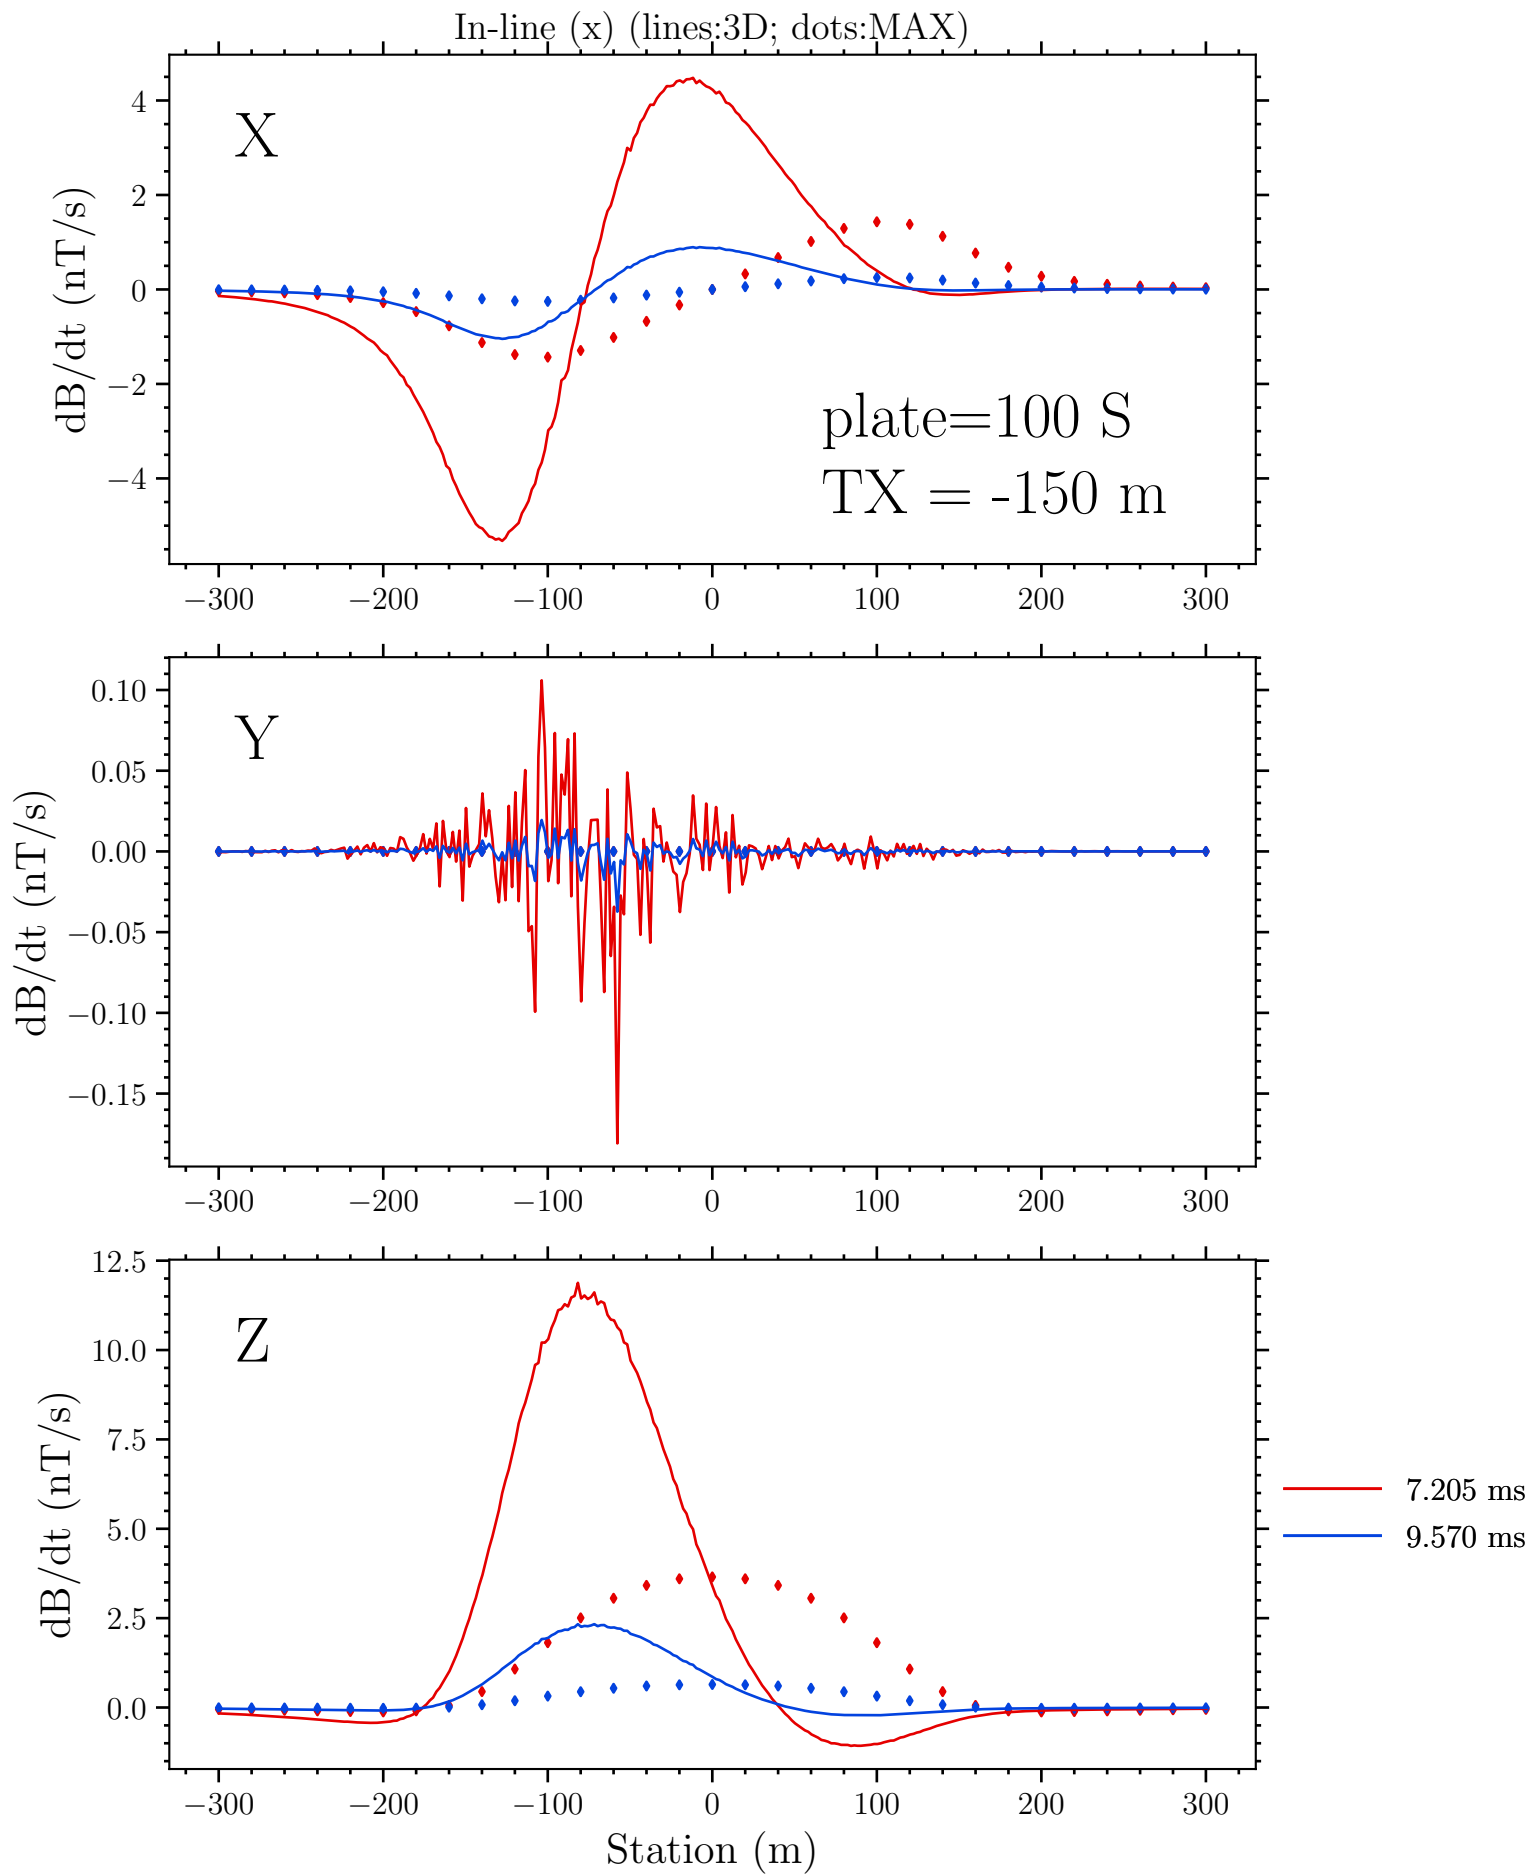 In-line (x) (lines:3D; dots:MAX)
X
dB/dt (nT/s)
4
2
0
−2
−4
plate=100 S
TX = -150 m
−300 −200 −100 0 100 200 300
Y
dB/dt (nT/s)
0.10
0.05
0.00
−0.05
−0.10
−0.15
−300 −200 −100 0 100 200 300
Z
dB/dt (nT/s)
12.5
10.0
7.5
5.0
2.5
0.0
−300 −200 −100 0 100 200 300
Station (m)
7.205 ms
9.570 ms